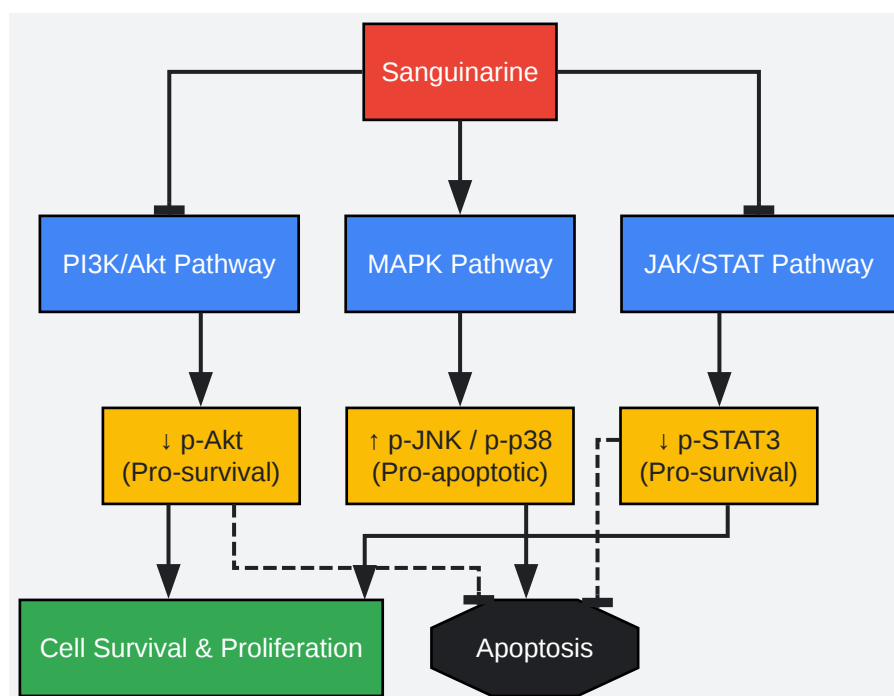 Sanguinarine
PI3K/Akt Pathway
MAPK Pathway
JAK/STAT Pathway
↓ p-Akt
(Pro-survival)
↑ p-JNK / p-p38
(Pro-apoptotic)
↓ p-STAT3
(Pro-survival)
Cell Survival & Proliferation
Apoptosis